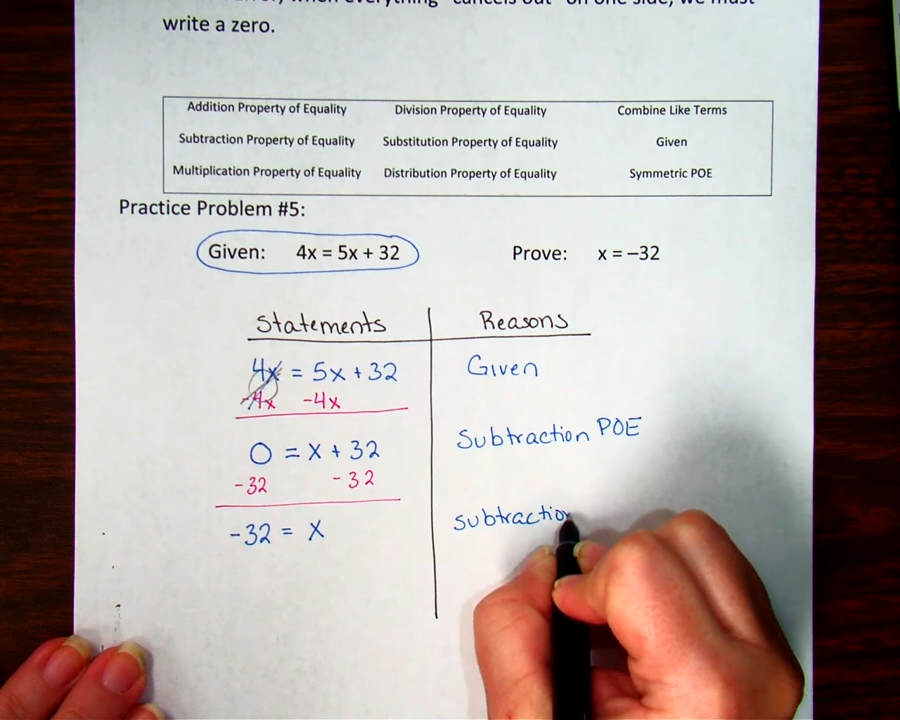 write a zero.
Addition Property of Equality Division Property of Equality Combine Like Terms
Subtraction Property of Equality Substitution Property of Equality Given
Multiplication Property of Equality Distribution Property of Equality Symmetric POE
Practice Problem #5:
Given: 4x = 5x + 32 Prove: x = −32
Statements Reasons
4x = 5x + 32 Given
-4x -4x
0 = x + 32 Subtraction POE
-32 -32
-32 = x subtraction